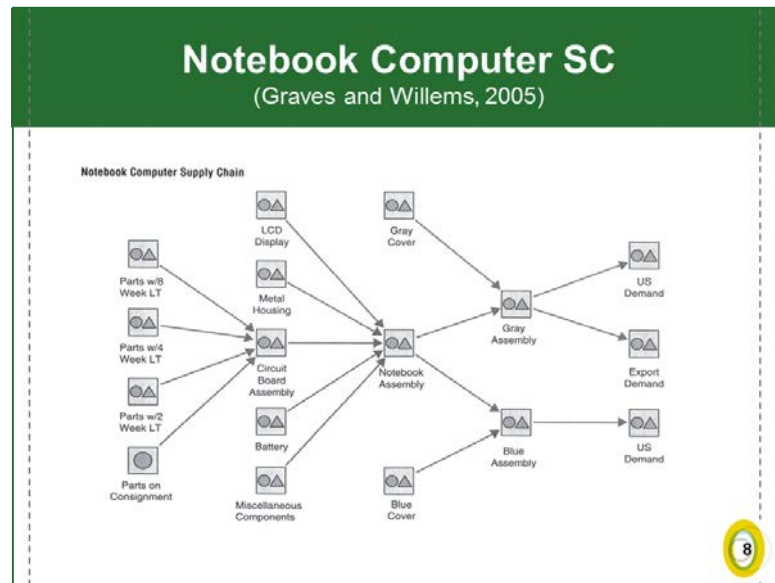 Notebook Computer SC
(Graves and Willems, 2005)
Notebook Computer Supply Chain
LCD
Display
Gray
Cover
Parts w/8
Week LT
Metal
Housing
US
Demand
Gray
Assembly
Parts w/4
Week LT
Circuit
Board
Assembly
Notebook
Assembly
Export
Demand
Parts w/2
Week LT
Battery
Blue
Assembly
US
Demand
Parts on
Consignment
Miscellaneous
Components
Blue
Cover
8